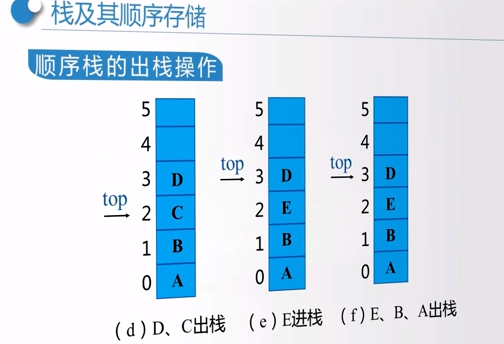 栈及其顺序存储
顺序栈的出栈操作
5 5 5
4 4 4
top 3 D top 3 D top 3 D
2 C 2 E 2 E
1 B 1 B 1 B
0 A 0 A 0 A
(d) D、C出栈 (e) E进栈 (f) E、B、A出栈